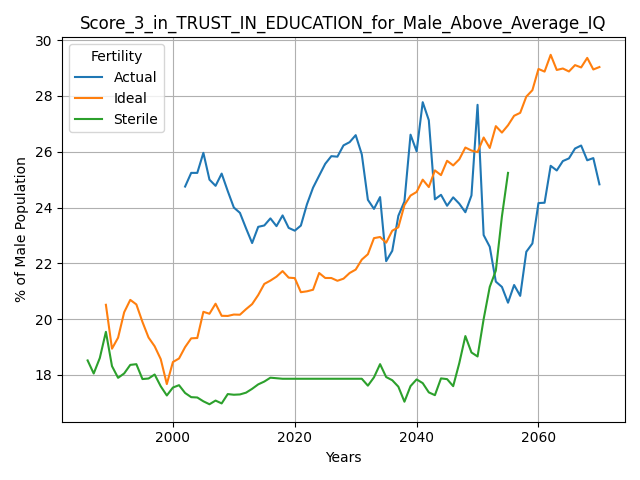 Score_3_in_TRUST_IN_EDUCATION_for_Male_Above_Average_IQ
Fertility
Actual
Ideal
Sterile
% of Male Population
30
28
26
24
22
20
18
2000
2020
2040
2060
Years